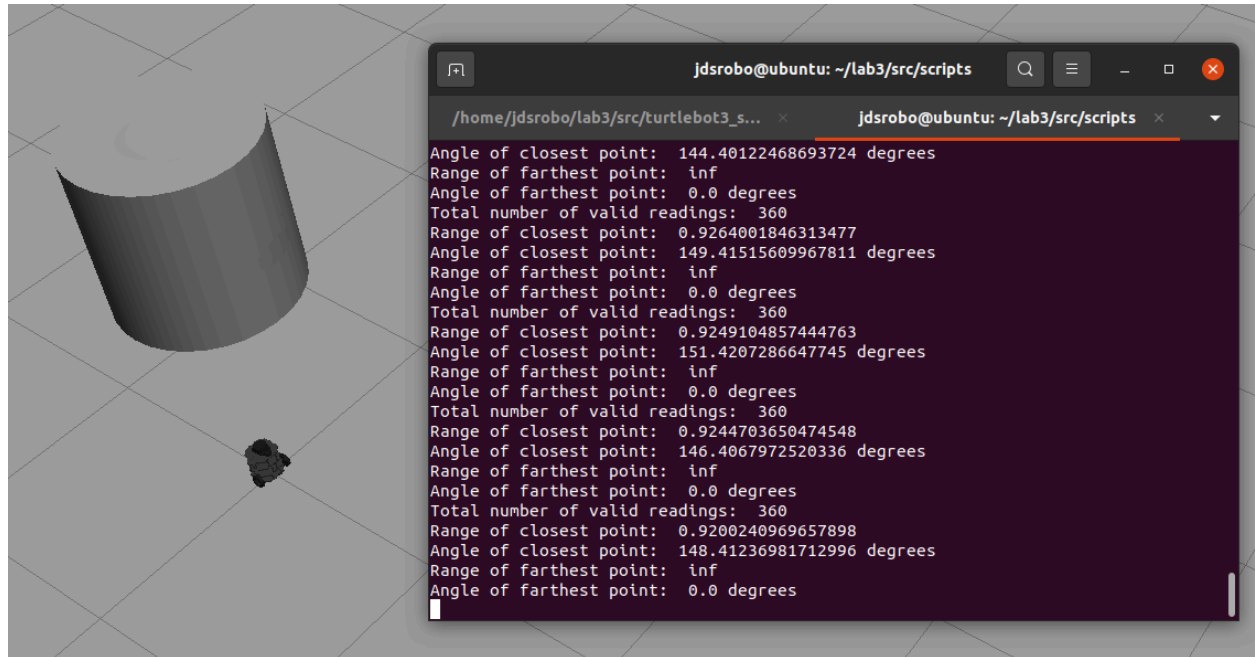 jdsrobo@ubuntu: ~/lab3/src/scripts
/home/jdsrobo/lab3/src/turtlebot3_s... jdsrobo@ubuntu: ~/lab3/src/scripts
Angle of closest point:  144.40122468693724 degrees
Range of farthest point:  inf
Angle of farthest point:  0.0 degrees
Total number of valid readings:  360
Range of closest point:  0.9264001846313477
Angle of closest point:  149.41515609967811 degrees
Range of farthest point:  inf
Angle of farthest point:  0.0 degrees
Total number of valid readings:  360
Range of closest point:  0.9249104857444763
Angle of closest point:  151.4207286647745 degrees
Range of farthest point:  inf
Angle of farthest point:  0.0 degrees
Total number of valid readings:  360
Range of closest point:  0.9244703650474548
Angle of closest point:  146.4067972520336 degrees
Range of farthest point:  inf
Angle of farthest point:  0.0 degrees
Total number of valid readings:  360
Range of closest point:  0.9200240969657898
Angle of closest point:  148.41236981712996 degrees
Range of farthest point:  inf
Angle of farthest point:  0.0 degrees